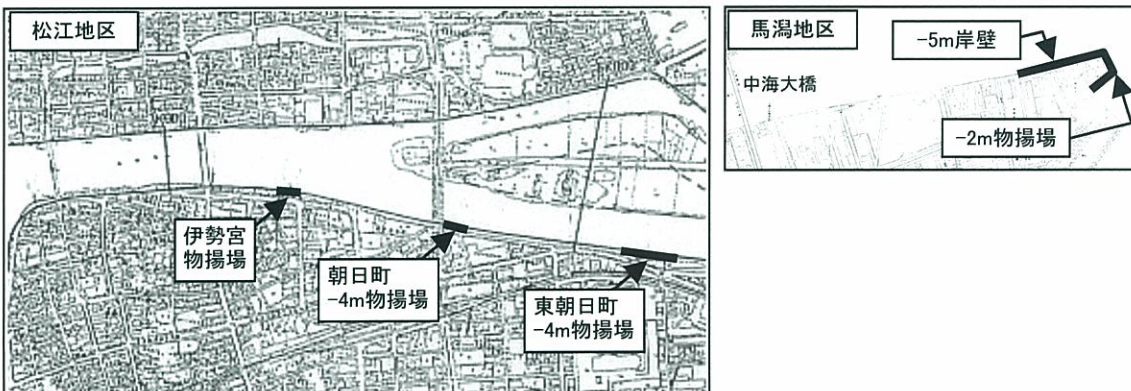 松江地区
伊勢宮
物揚場
朝日町
-4m物揚場
東朝日町
-4m物揚場
馬潟地区
-5m岸壁
中海大橋
-2m物揚場